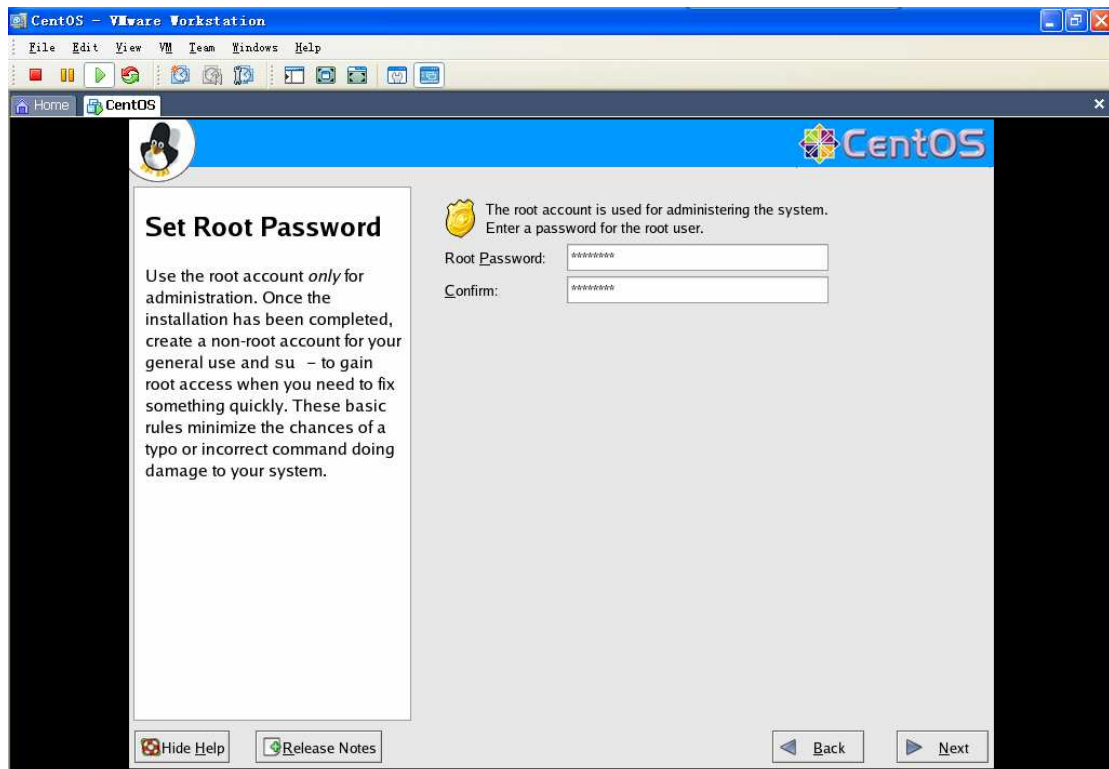 CentOS - VMware Workstation
File Edit View VM Team Windows Help
Home CentOS
CentOS
Set Root Password
Use the root account only for
administration. Once the
installation has been completed,
create a non-root account for your
general use and su - to gain
root access when you need to fix
something quickly. These basic
rules minimize the chances of a
typo or incorrect command doing
damage to your system.
The root account is used for administering the system.
Enter a password for the root user.
Root Password: ********
Confirm: ********
Hide Help Release Notes Back Next